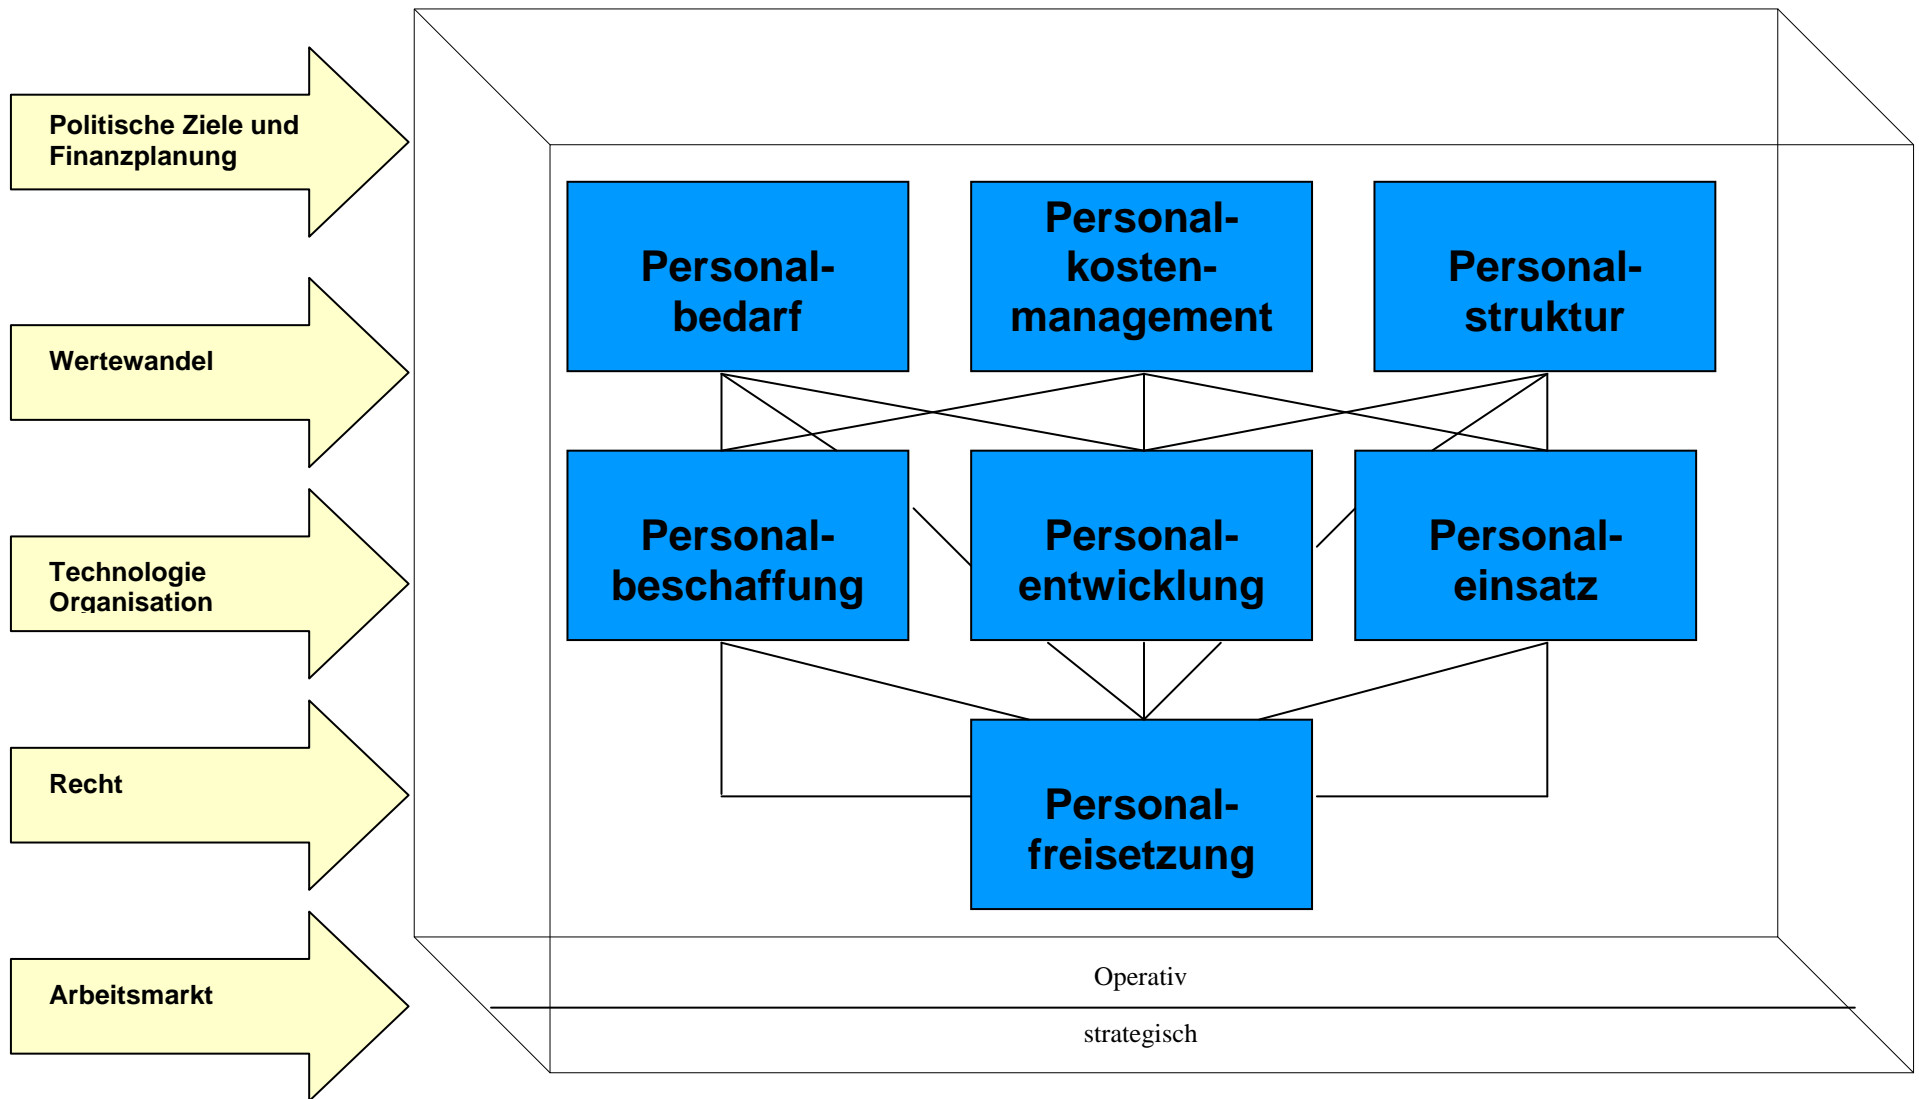 Politische Ziele und
Finanzplanung
Wertewandel
Technologie
Organisation
Recht
Arbeitsmarkt
Personal-
bedarf
Personal-
kosten-
management
Personal-
struktur
Personal-
beschaffung
Personal-
entwicklung
Personal-
einsatz
Personal-
freisetzung
Operativ
strategisch